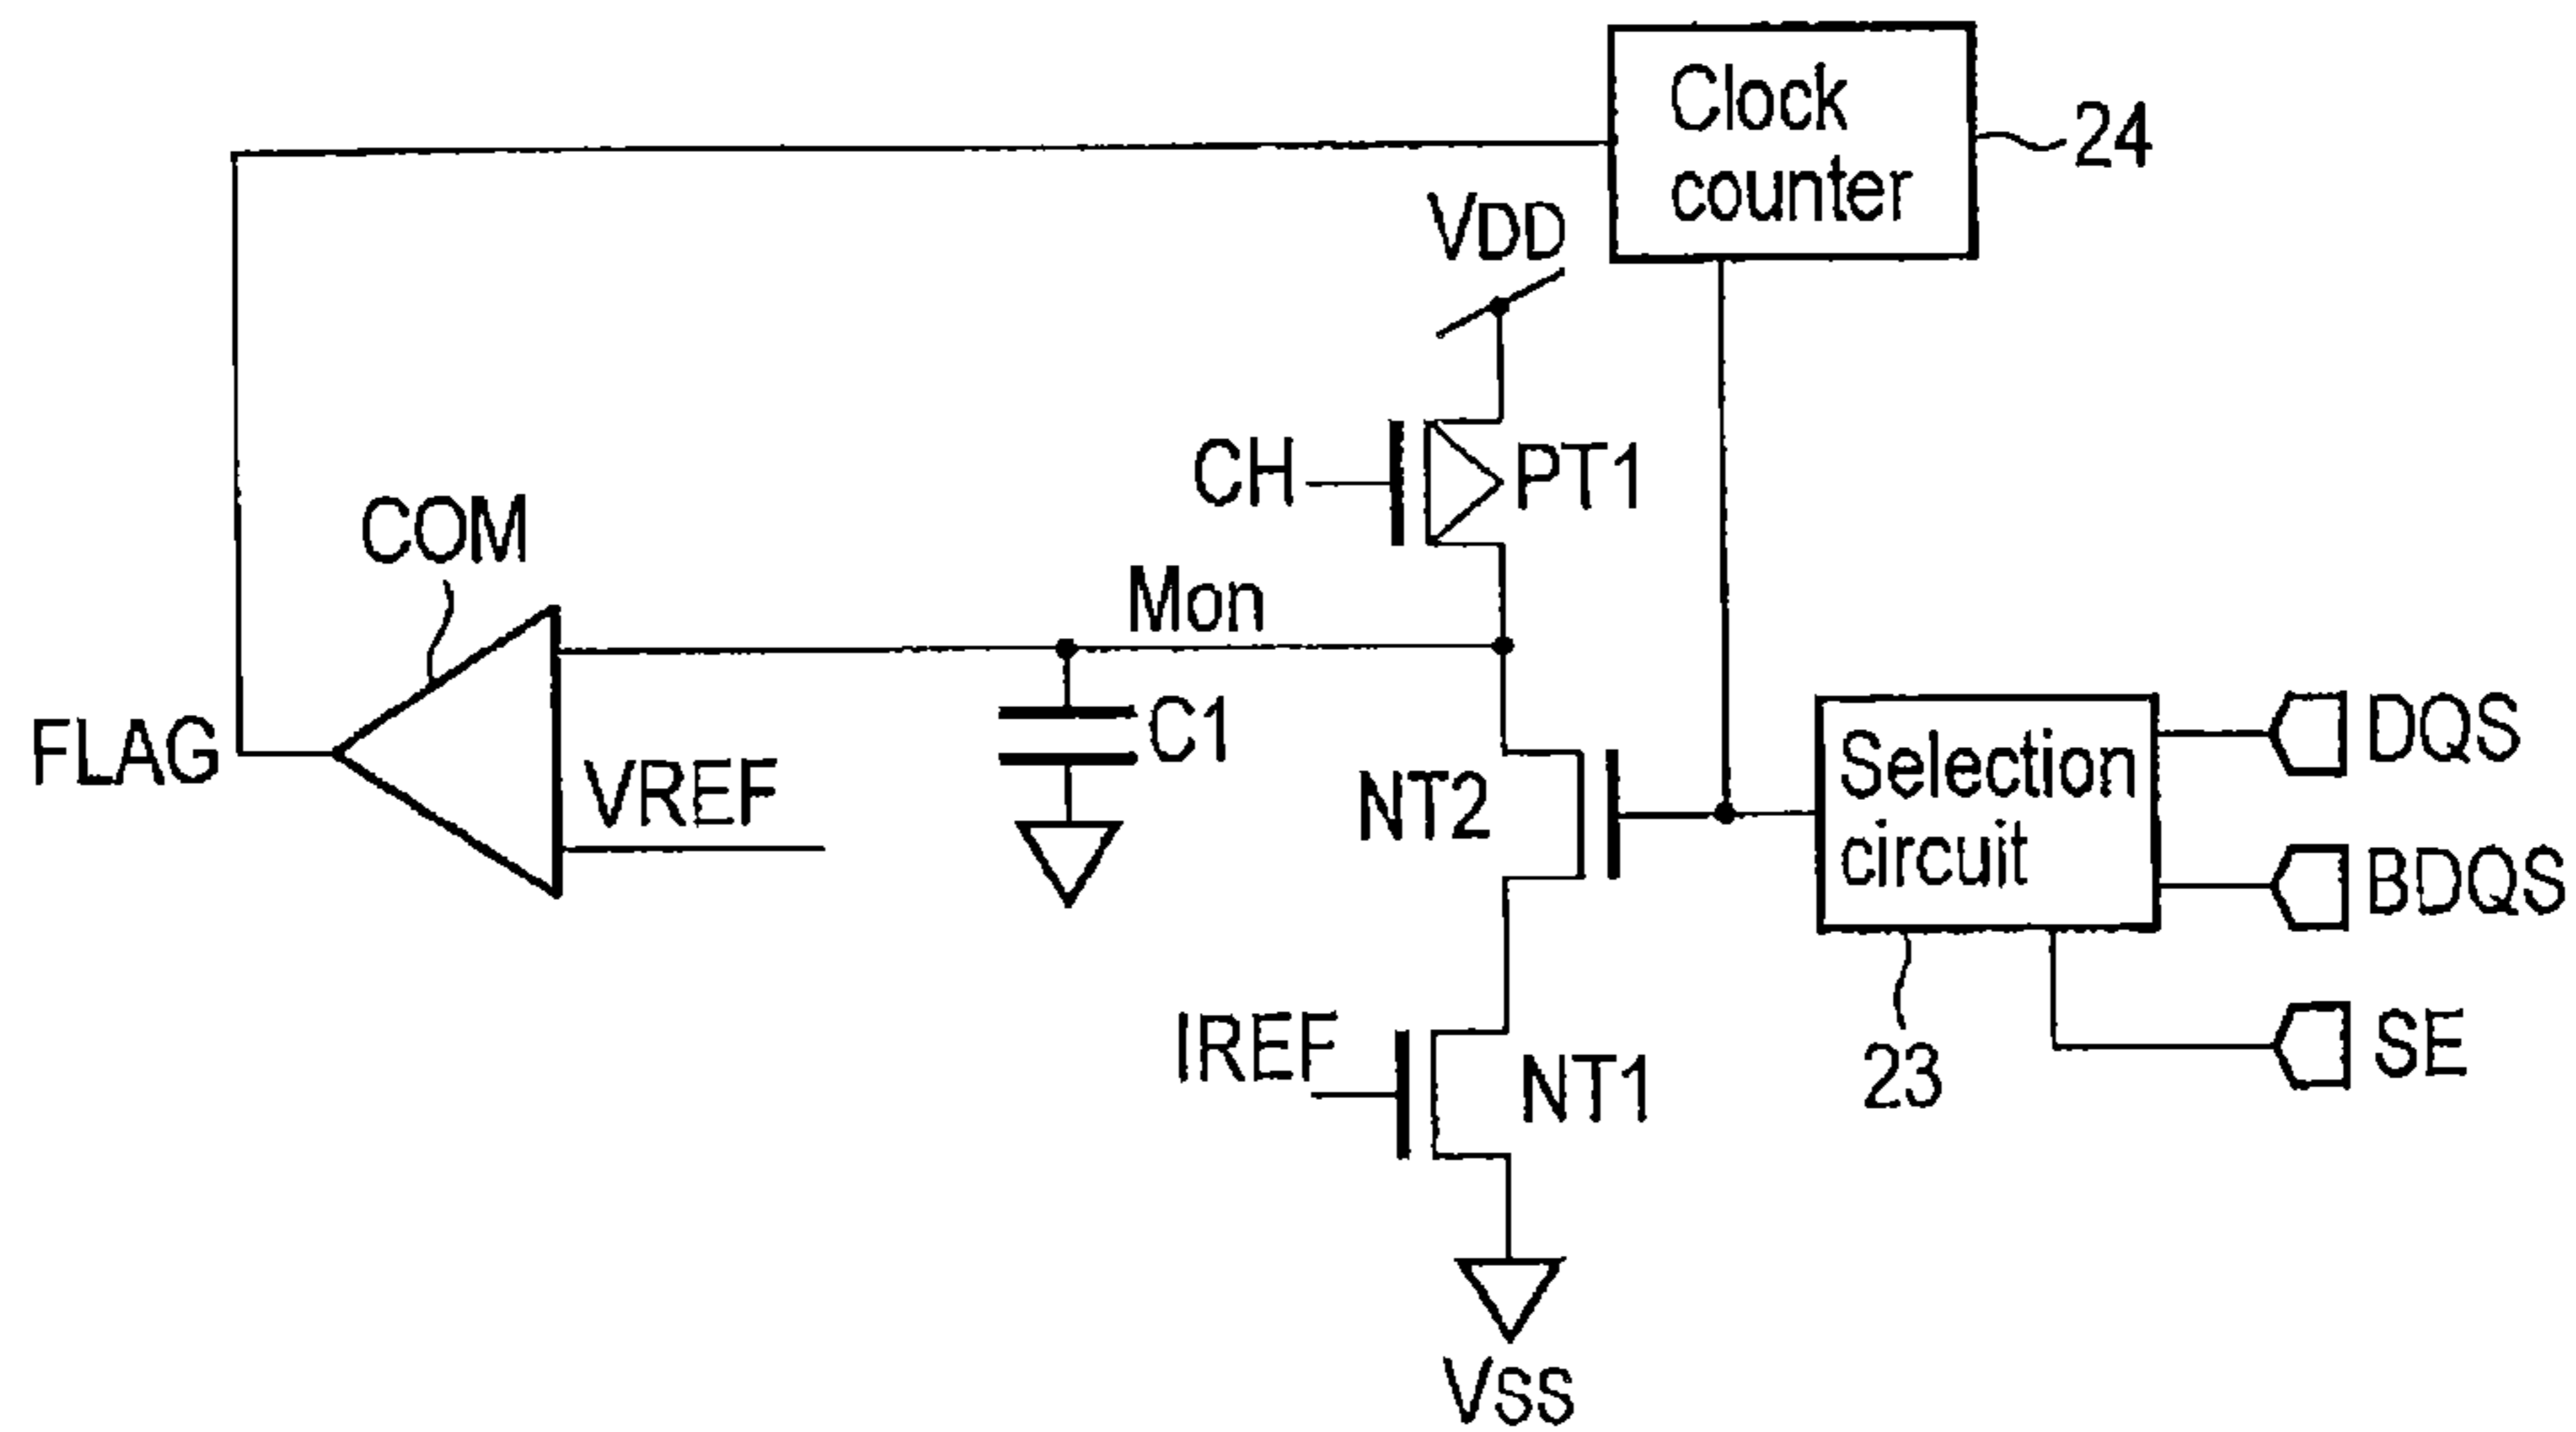 Clock
counter
24
VDD
CH
PT1
COM
Mon
C1
FLAG
VREF
NT2
Selection
circuit
DQS
BDQS
SE
23
IREF
NT1
VSS